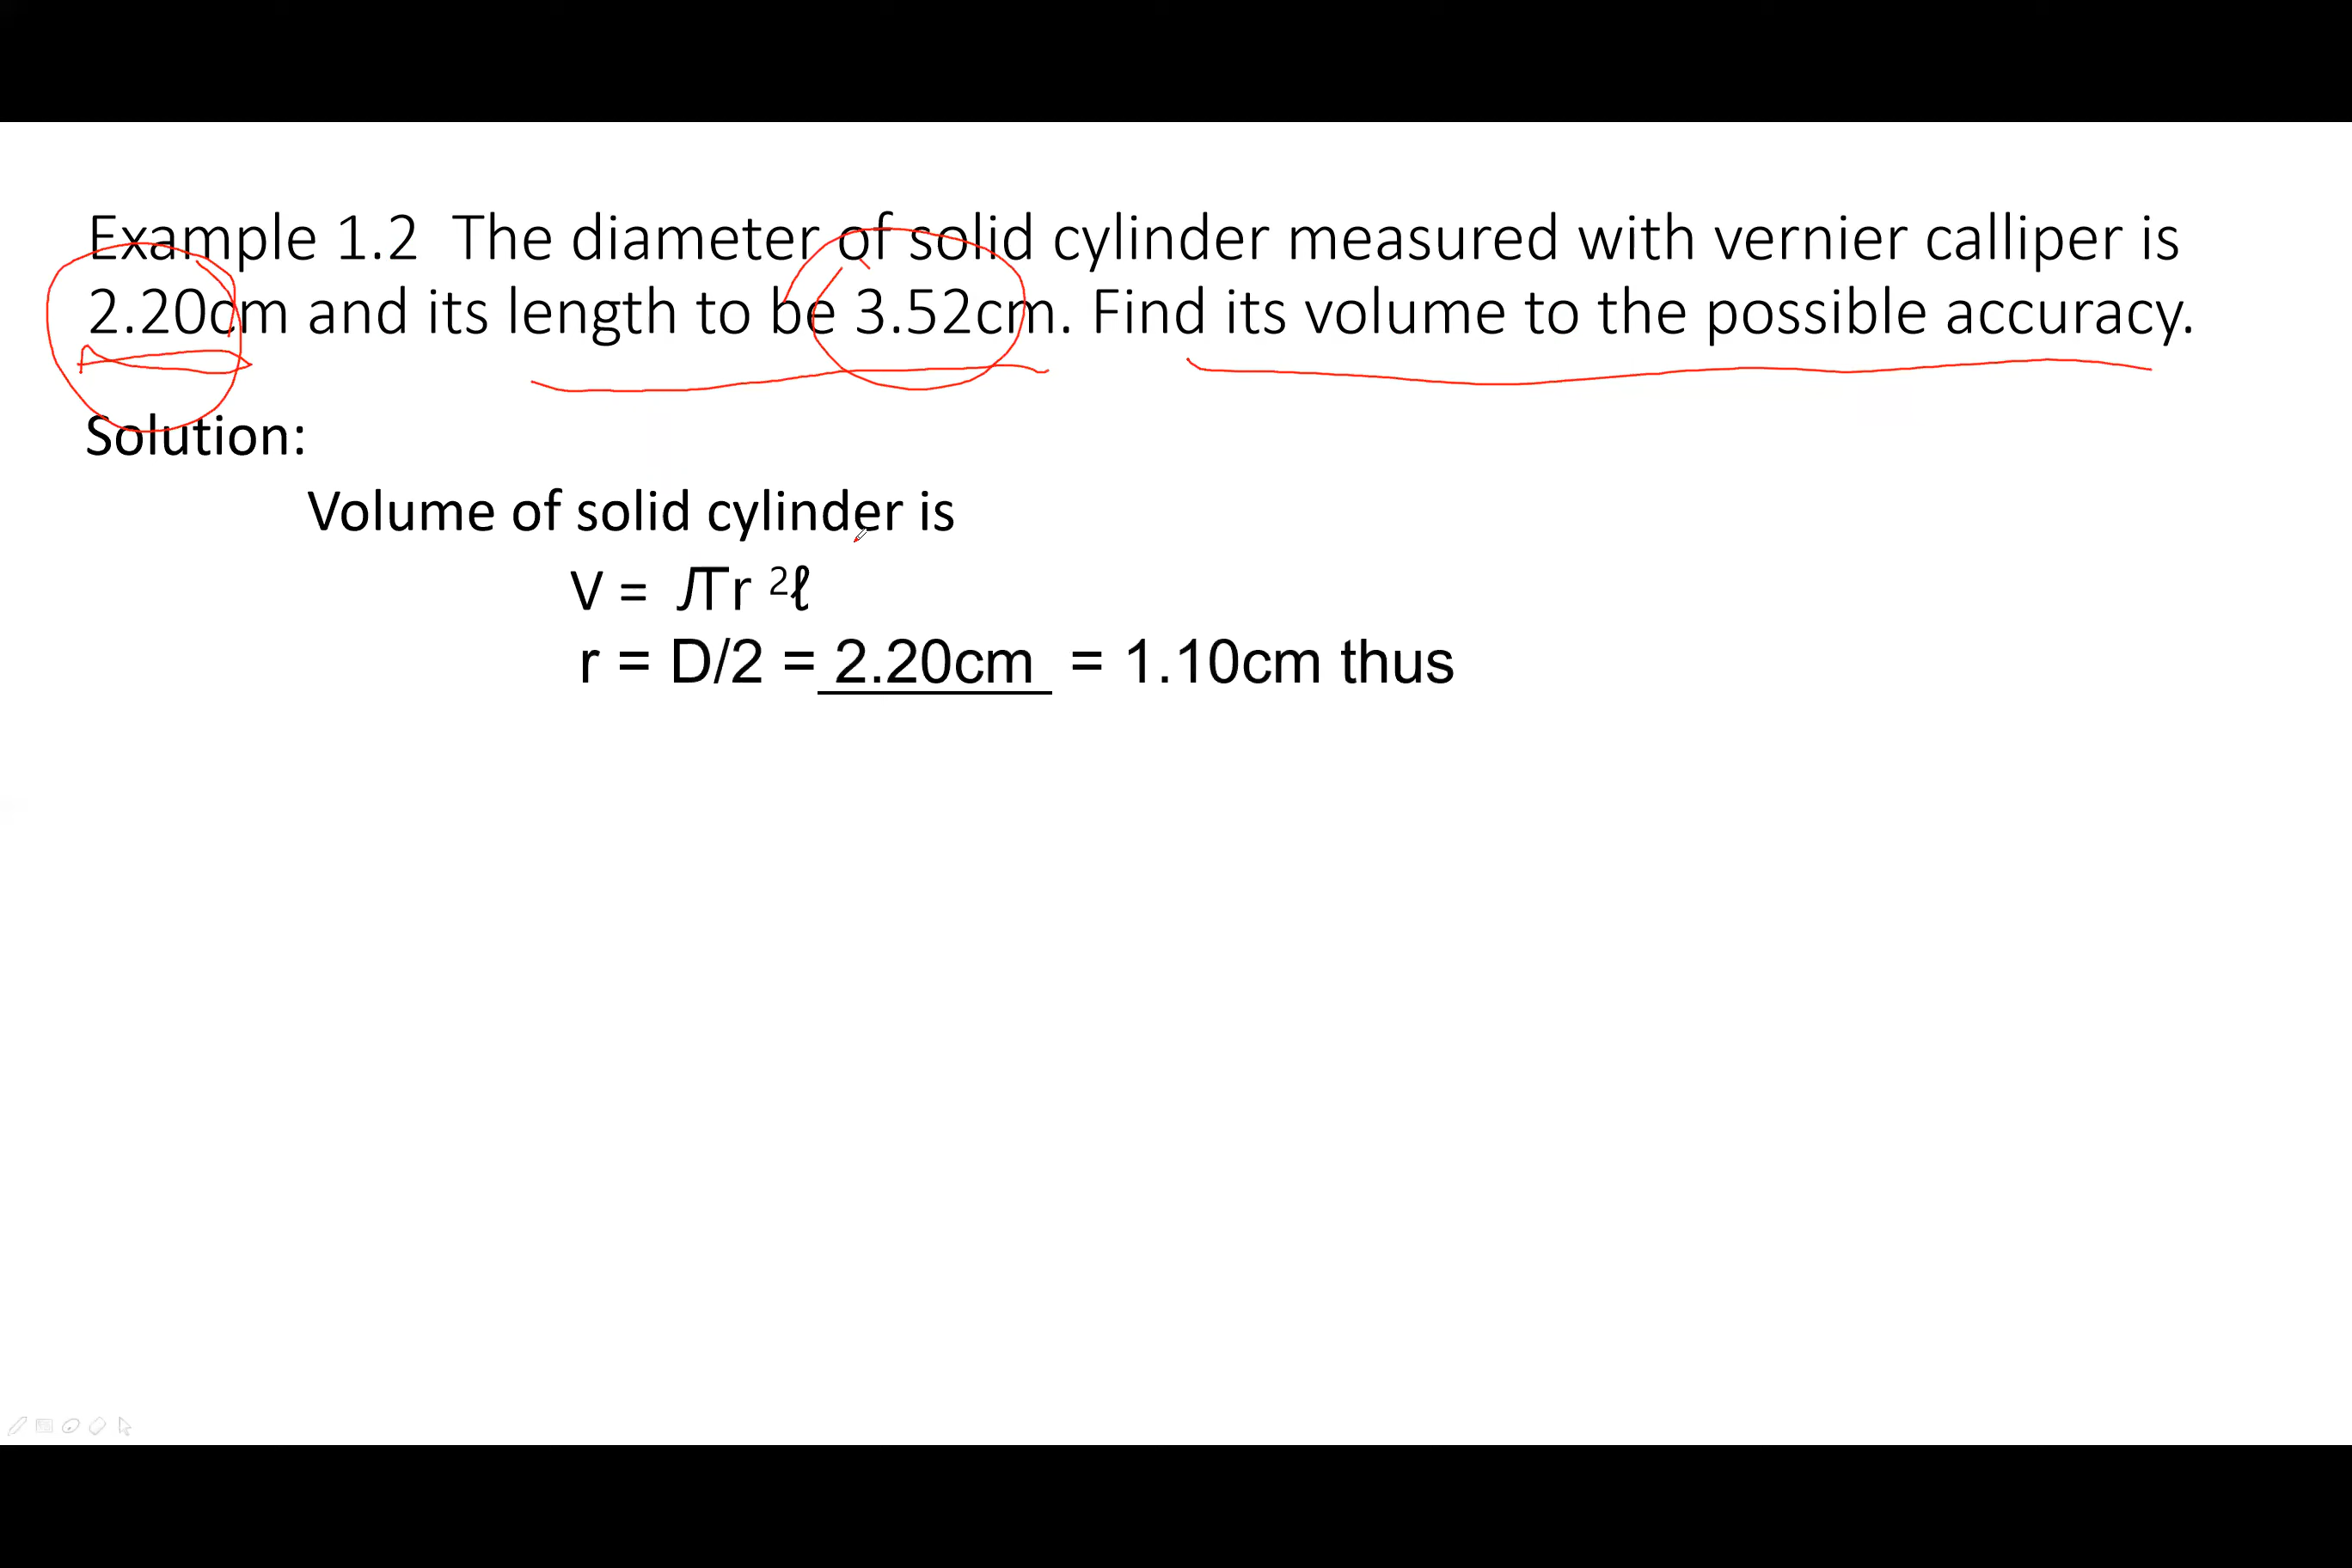 Example 1.2 The diameter of solid cylinder measured with vernier calliper is
2.20cm and its length to be 3.52cm. Find its volume to the possible accuracy.
Solution:
Volume of solid cylinder is
V = πr ²ℓ
r = D/2 = 2.20cm = 1.10cm thus